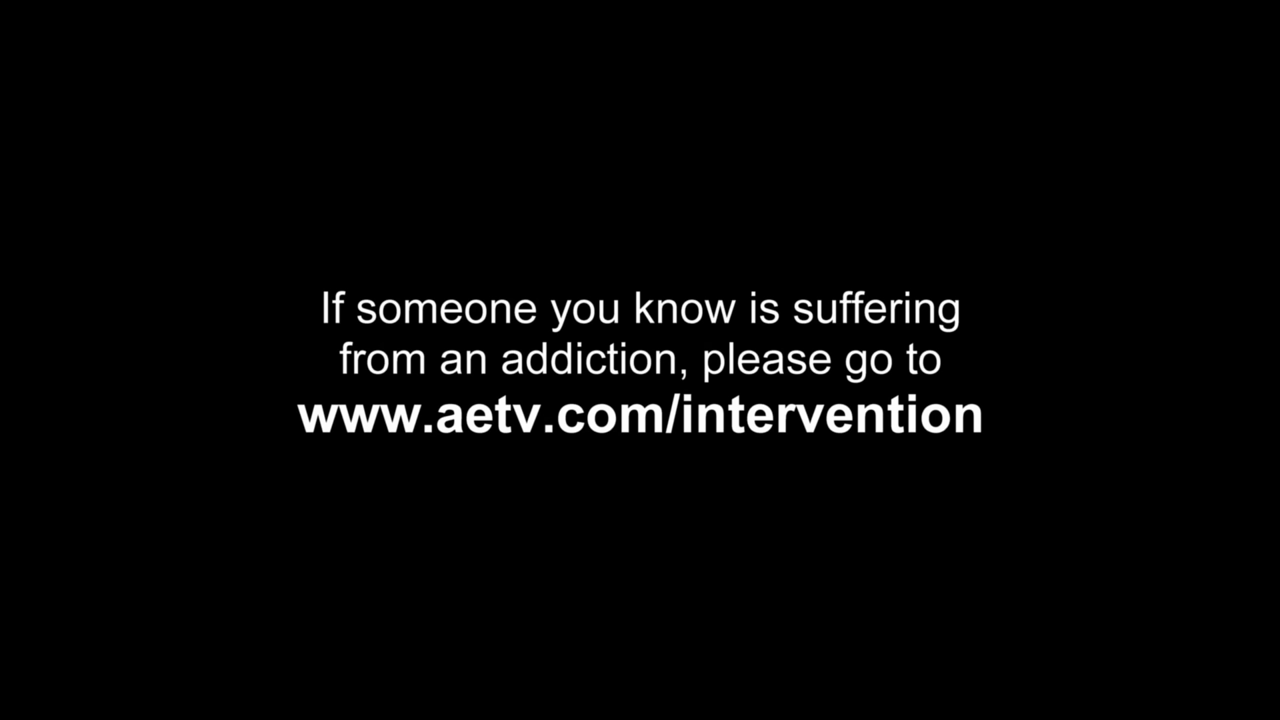 If someone you know is suffering
from an addiction, please go to
www.aetv.com/intervention